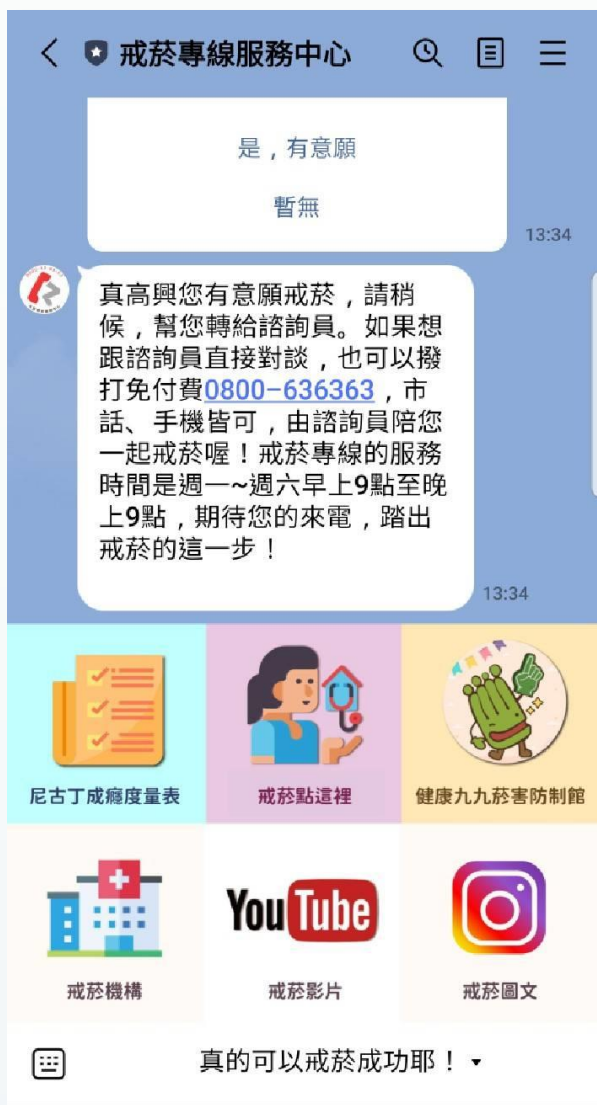 戒菸專線服務中心
是，有意願
暫無
13:34
真高興您有意願戒菸，請稍
候，幫您轉給諮詢員。如果想
跟諮詢員直接對談，也可以撥
打免付費0800-636363，市
話、手機皆可，由諮詢員陪您
一起戒菸喔！戒菸專線的服務
時間是週一~週六早上9點至晚
上9點，期待您的來電，踏出
戒菸的這一步！
13:34
尼古丁成癮度量表
戒菸點這裡
健康九九菸害防制館
YouTube
戒菸機構
戒菸影片
戒菸圖文
真的可以戒菸成功耶！